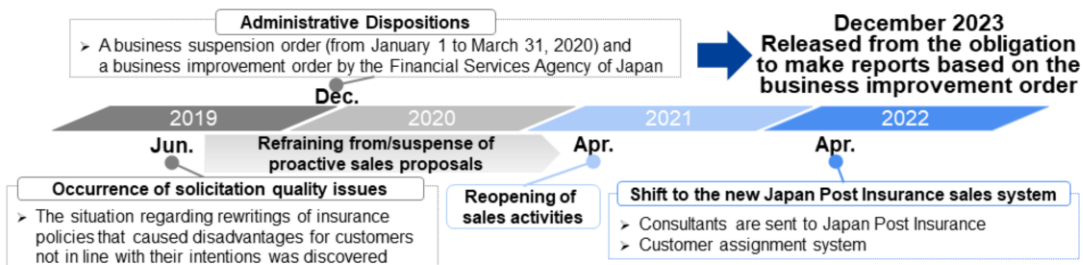 Administrative Dispositions
➢ A business suspension order (from January 1 to March 31, 2020) and
a business improvement order by the Financial Services Agency of Japan
December 2023
Released from the obligation
to make reports based on the
business improvement order
Dec.
2019
2020
2021
2022
Jun.
Refraining from/suspense of
proactive sales proposals
Apr.
Apr.
Occurrence of solicitation quality issues
➢ The situation regarding rewritings of insurance
policies that caused disadvantages for customers
not in line with their intentions was discovered
Reopening of
sales activities
Shift to the new Japan Post Insurance sales system
➢ Consultants are sent to Japan Post Insurance
➢ Customer assignment system